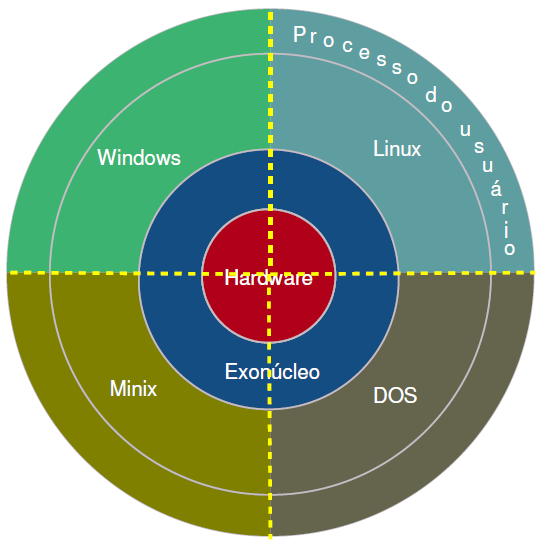 Processo do usuário
Windows
Linux
Hardware
Exonúcleo
Minix
DOS